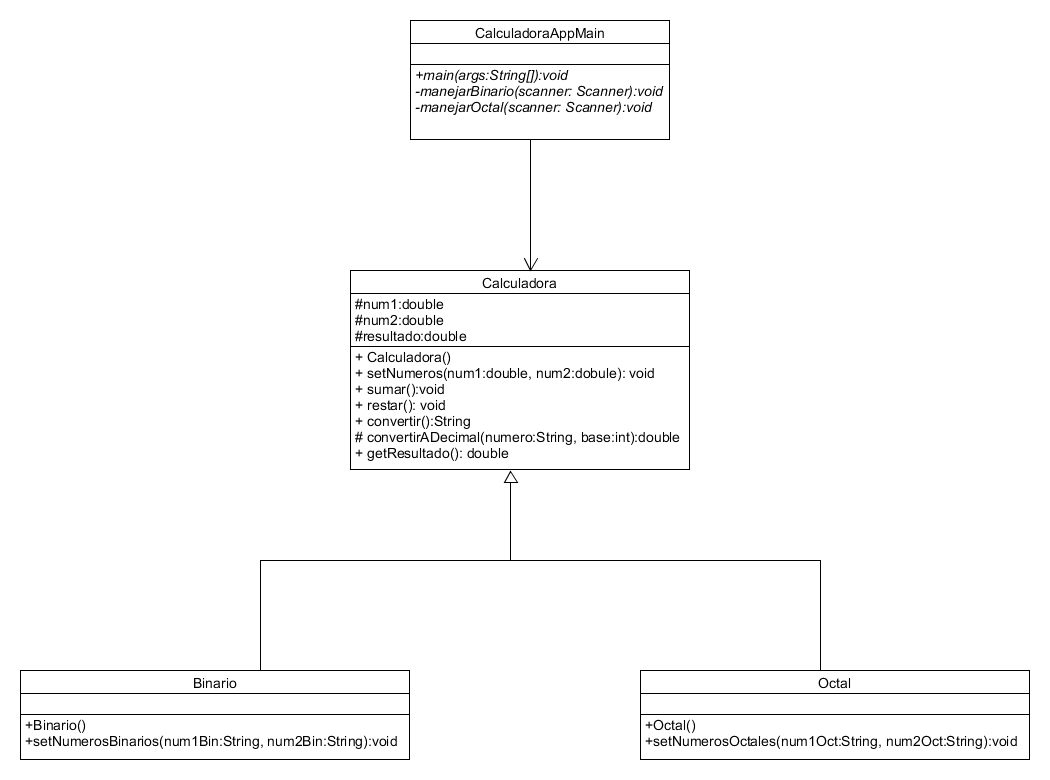 CalculadoraAppMain
+main(args:String[]):void
-manejarBinario(scanner: Scanner):void
-manejarOctal(scanner: Scanner):void
Calculadora
#num1:double
#num2:double
#resultado:double
+ Calculadora()
+ setNumeros(num1:double, num2:dobule): void
+ sumar():void
+ restar(): void
+ convertir():String
# convertirADecimal(numero:String, base:int):double
+ getResultado(): double
Binario
+Binario()
+setNumerosBinarios(num1Bin:String, num2Bin:String):void
Octal
+Octal()
+setNumerosOctales(num1Oct:String, num2Oct:String):void